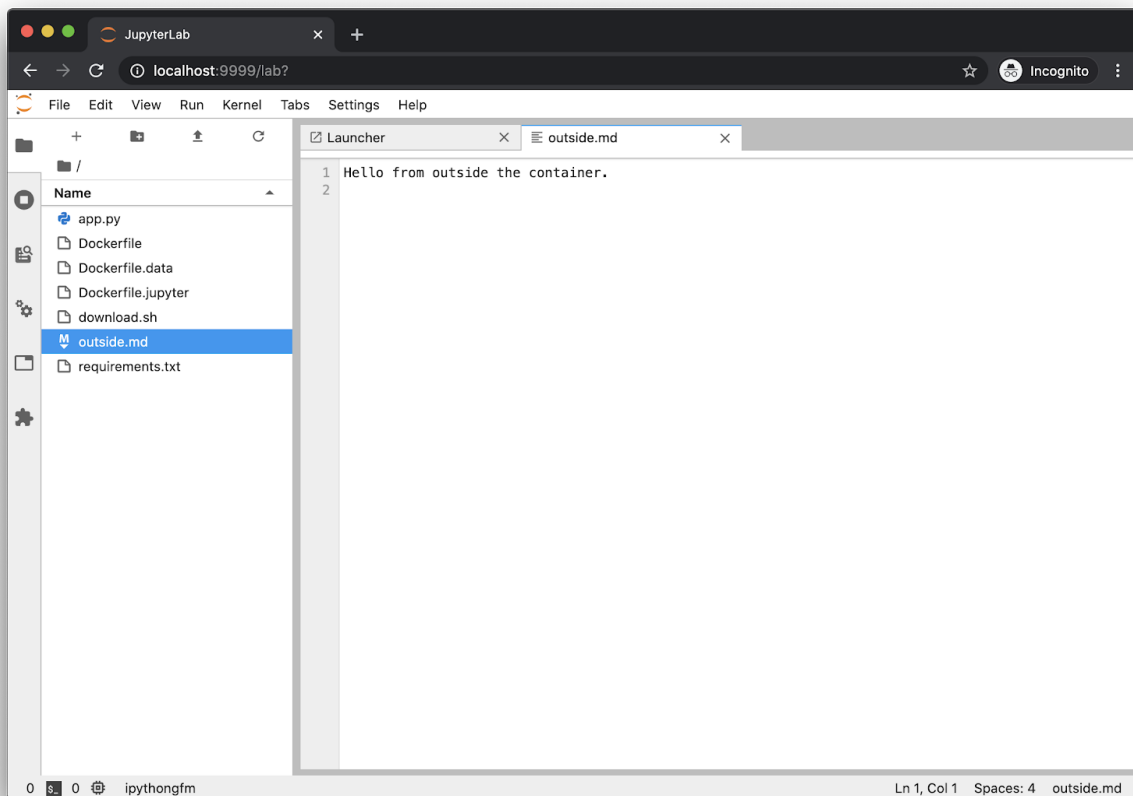 JupyterLab
localhost:9999/lab?
Incognito
File Edit View Run Kernel Tabs Settings Help
Launcher
outside.md
/
Name
app.py
Dockerfile
Dockerfile.data
Dockerfile.jupyter
download.sh
outside.md
requirements.txt
1 Hello from outside the container.
2
0 $_ 0 ipythongfm Ln 1, Col 1 Spaces: 4 outside.md